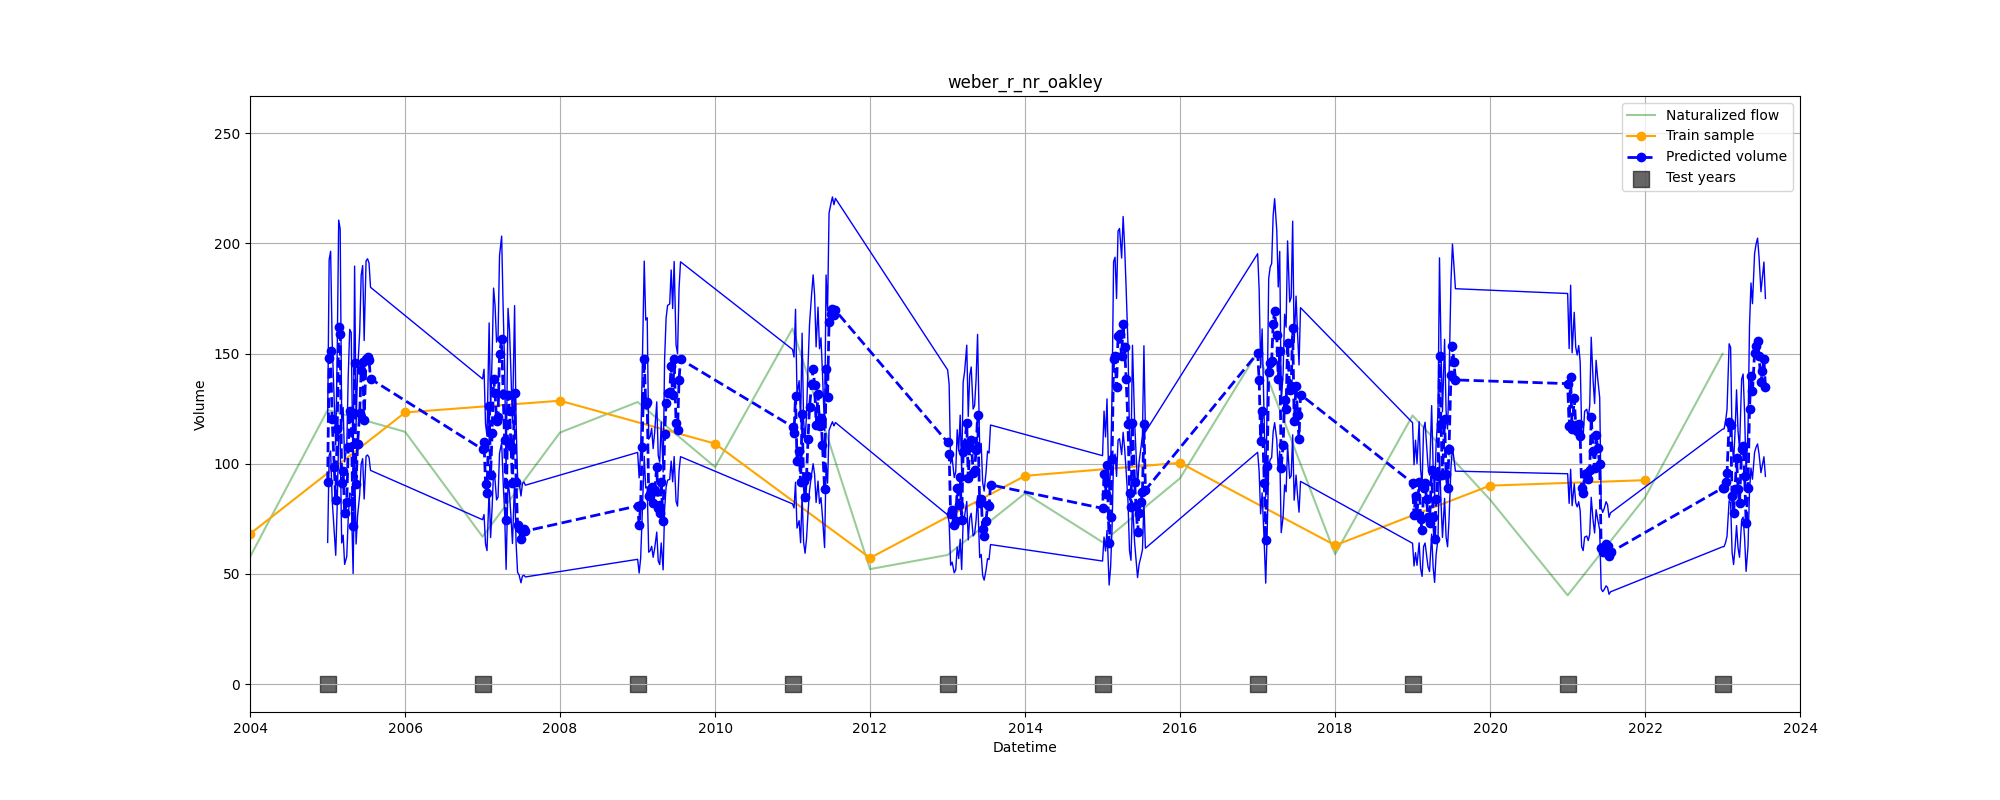 weber_r_nr_oakley
Volume
250
200
150
100
50
0
Naturalized flow
Train sample
Predicted volume
Test years
2004 2006 2008 2010 2012 2014 2016 2018 2020 2022 2024
Datetime